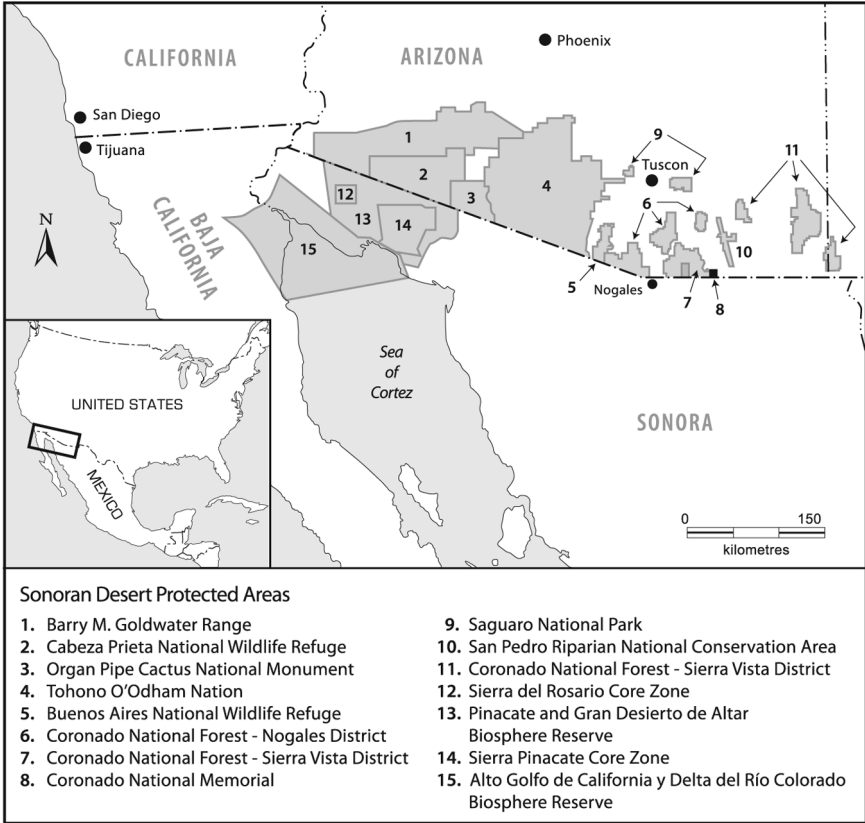 CALIFORNIA
ARIZONA
Phoenix
San Diego
Tijuana
1
2
3
4
9
Tuscon
11
12
13
14
6
10
15
BAJA
CALIFORNIA
N
5
Nogales
7
8
Sea
of
Cortez
SONORA
UNITED STATES
MEXICO
0 150
kilometres
Sonoran Desert Protected Areas
1. Barry M. Goldwater Range
2. Cabeza Prieta National Wildlife Refuge
3. Organ Pipe Cactus National Monument
4. Tohono O'Odham Nation
5. Buenos Aires National Wildlife Refuge
6. Coronado National Forest - Nogales District
7. Coronado National Forest - Sierra Vista District
8. Coronado National Memorial
9. Saguaro National Park
10. San Pedro Riparian National Conservation Area
11. Coronado National Forest - Sierra Vista District
12. Sierra del Rosario Core Zone
13. Pinacate and Gran Desierto de Altar
Biosphere Reserve
14. Sierra Pinacate Core Zone
15. Alto Golfo de California y Delta del Río Colorado
Biosphere Reserve